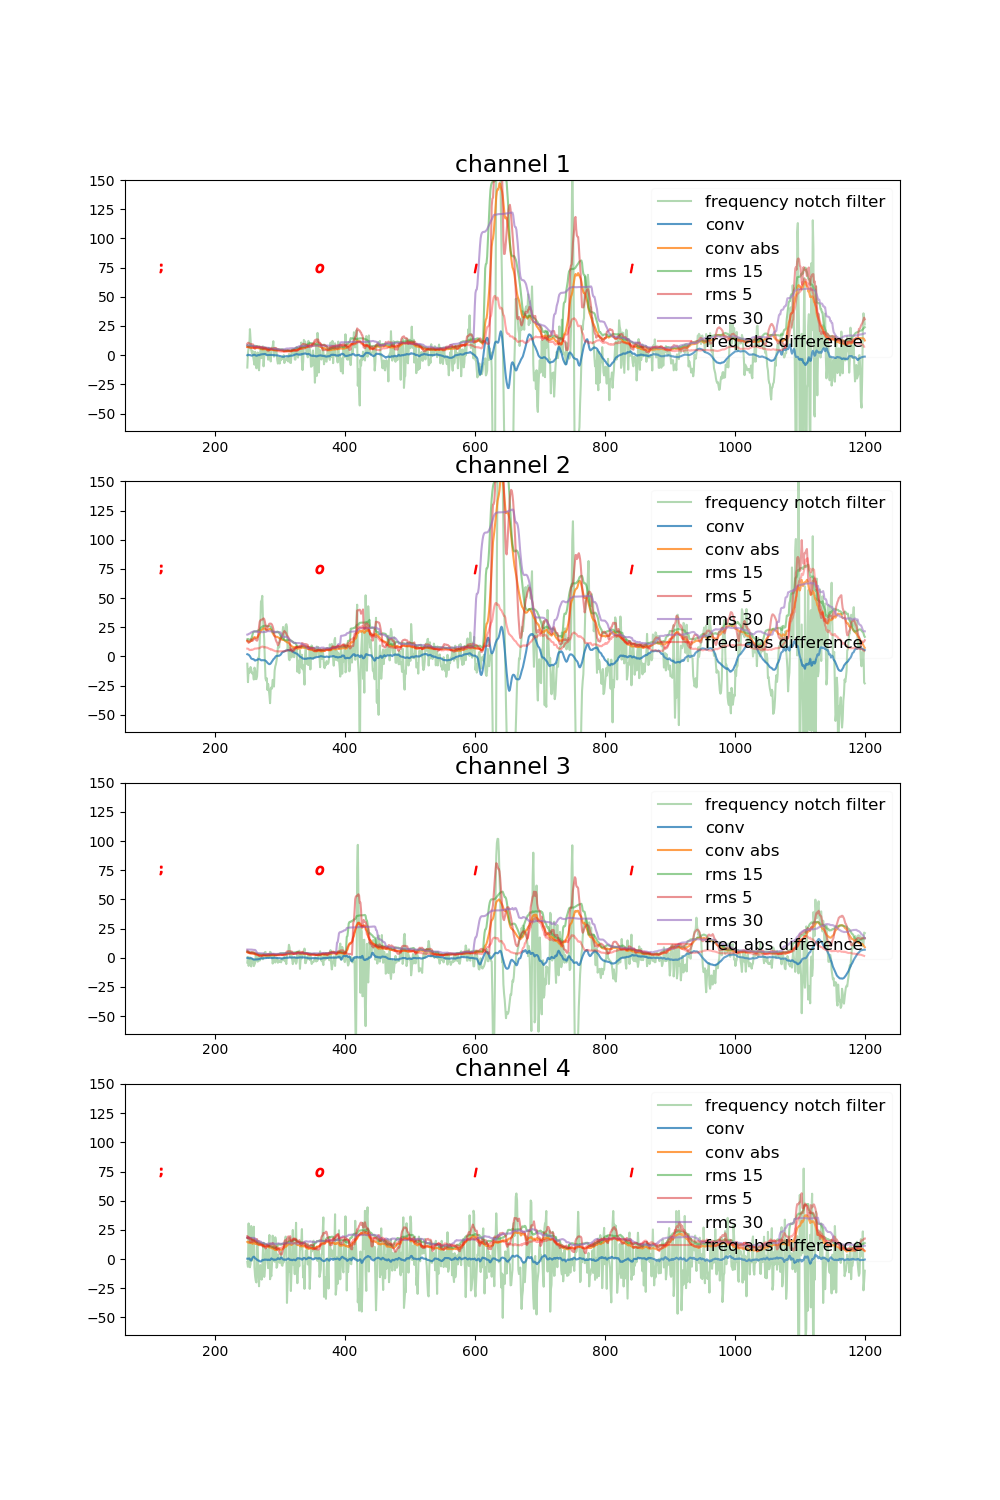 channel 1
150
125
100
75
50
25
0
−25
−50
; o l l
frequency notch filter
conv
conv abs
rms 15
rms 5
rms 30
freq abs difference
200 400 600 800 1000 1200
channel 2
150
125
100
75
50
25
0
−25
−50
; o l l
frequency notch filter
conv
conv abs
rms 15
rms 5
rms 30
freq abs difference
200 400 600 800 1000 1200
channel 3
150
125
100
75
50
25
0
−25
−50
; o l l
frequency notch filter
conv
conv abs
rms 15
rms 5
rms 30
freq abs difference
200 400 600 800 1000 1200
channel 4
150
125
100
75
50
25
0
−25
−50
; o l l
frequency notch filter
conv
conv abs
rms 15
rms 5
rms 30
freq abs difference
200 400 600 800 1000 1200